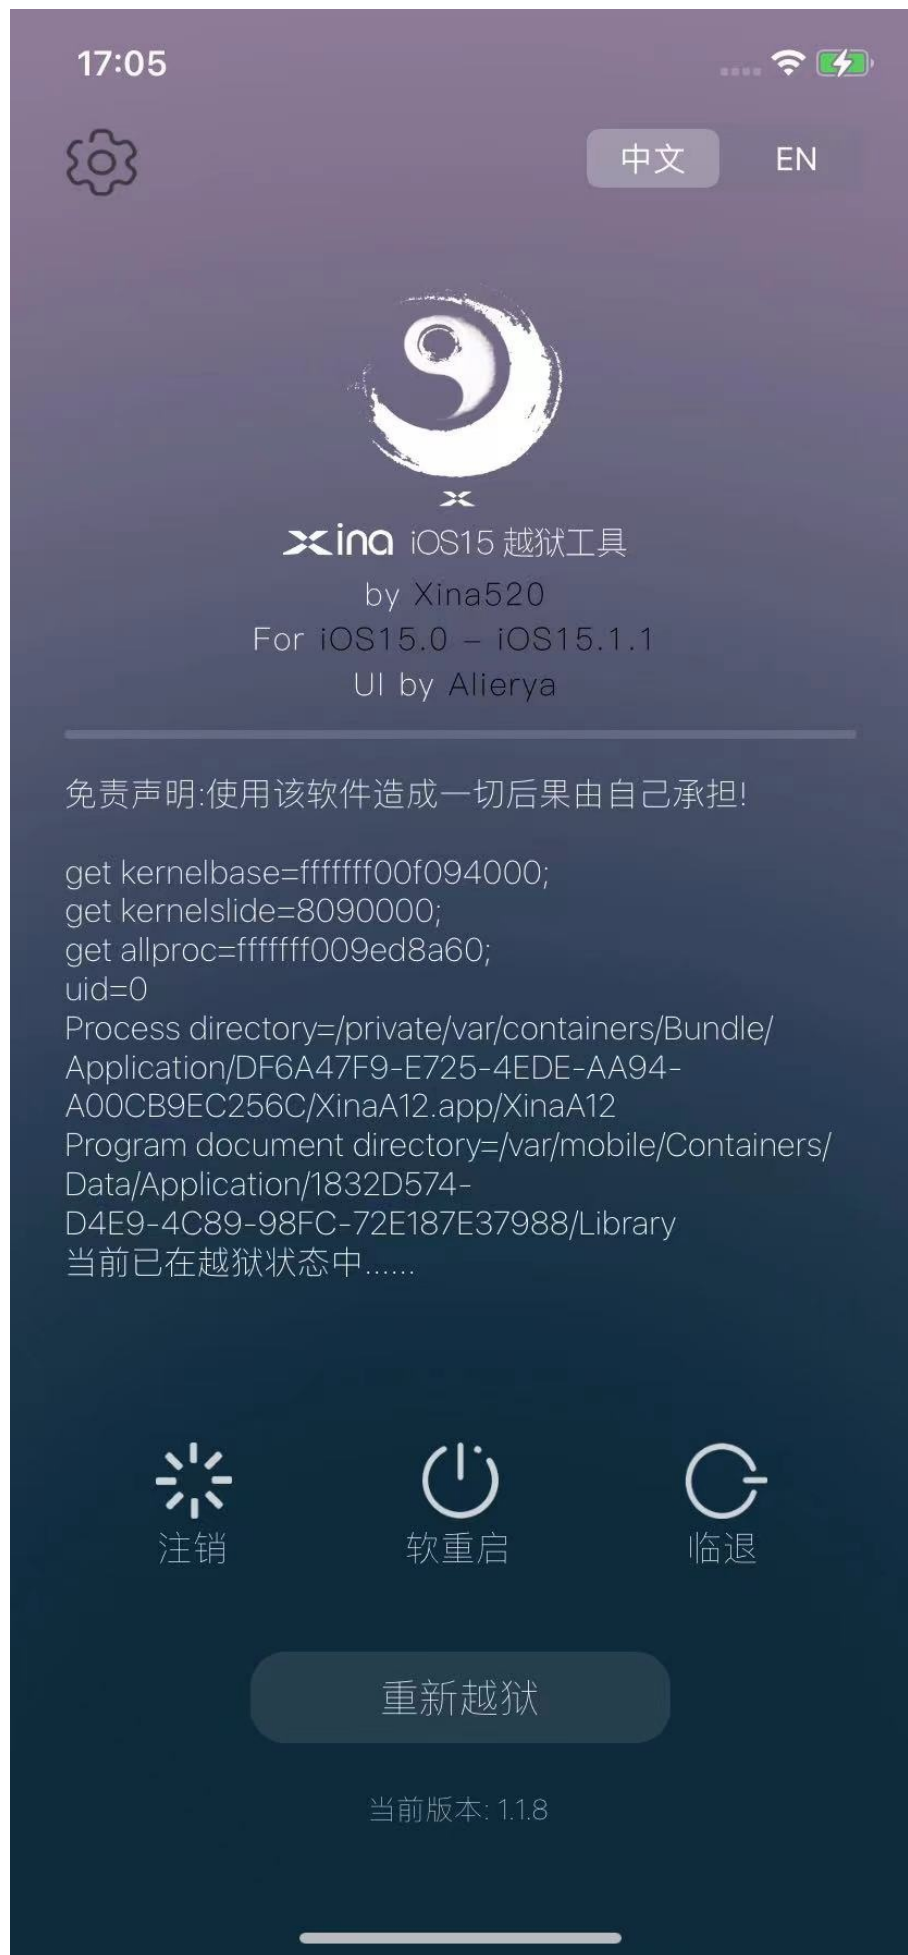 17:05
中文 EN
xina iOS15 越狱工具
by Xina520
For iOS15.0 – iOS15.1.1
UI by Alierya
免责声明:使用该软件造成一切后果由自己承担!
get kernelbase=fffffff00f094000;
get kernelslide=8090000;
get allproc=fffffff009ed8a60;
uid=0
Process directory=/private/var/containers/Bundle/
Application/DF6A47F9-E725-4EDE-AA94-
A00CB9EC256C/XinaA12.app/XinaA12
Program document directory=/var/mobile/Containers/
Data/Application/1832D574-
D4E9-4C89-98FC-72E187E37988/Library
当前已在越狱状态中......
注销 软重启 临退
重新越狱
当前版本: 1.1.8